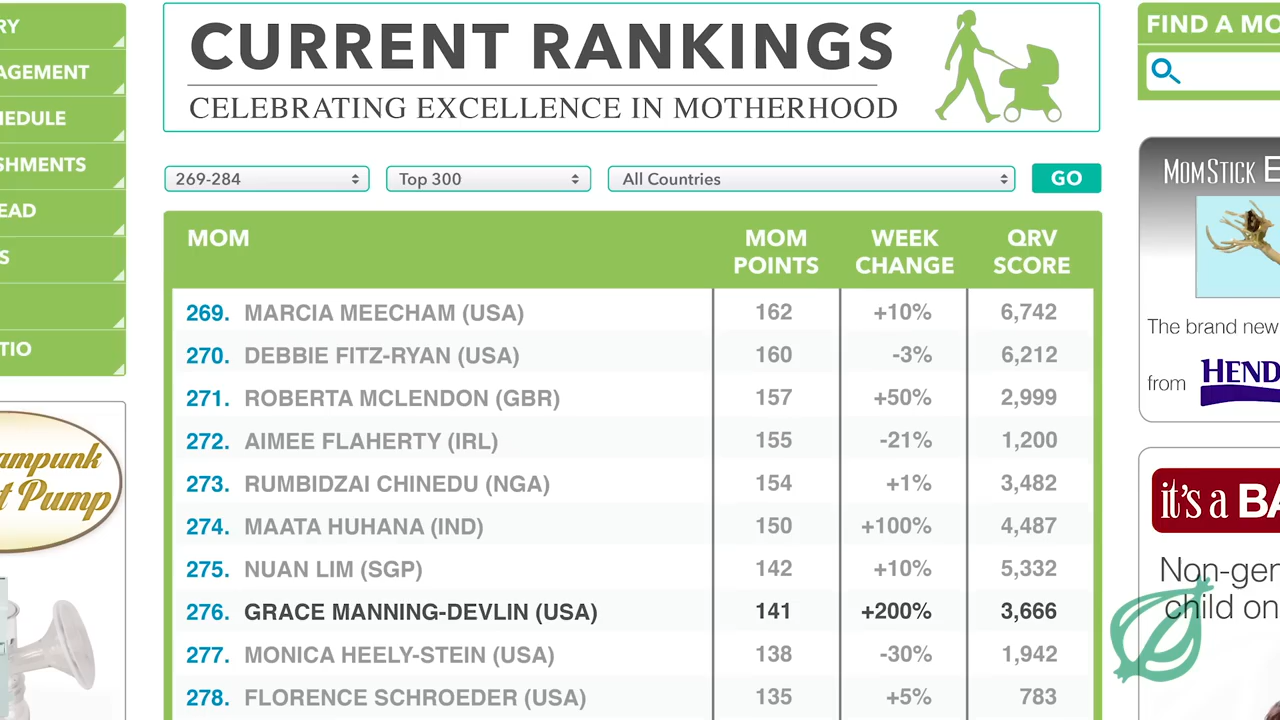 RY
AGEMENT
HEDULE
SHMENTS
EAD
S
TIO
ampunk
t Pump
CURRENT RANKINGS
CELEBRATING EXCELLENCE IN MOTHERHOOD
269-284 Top 300 All Countries GO
MOM MOM POINTS WEEK CHANGE QRV SCORE
269. MARCIA MEECHAM (USA) 162 +10% 6,742
270. DEBBIE FITZ-RYAN (USA) 160 -3% 6,212
271. ROBERTA MCLENDON (GBR) 157 +50% 2,999
272. AIMEE FLAHERTY (IRL) 155 -21% 1,200
273. RUMBIDZAI CHINEDU (NGA) 154 +1% 3,482
274. MAATA HUHANA (IND) 150 +100% 4,487
275. NUAN LIM (SGP) 142 +10% 5,332
276. GRACE MANNING-DEVLIN (USA) 141 +200% 3,666
277. MONICA HEELY-STEIN (USA) 138 -30% 1,942
278. FLORENCE SCHROEDER (USA) 135 +5% 783
FIND A MO
MOMSTICK E
The brand new
from HEND
it's a BA
Non-gen
child on